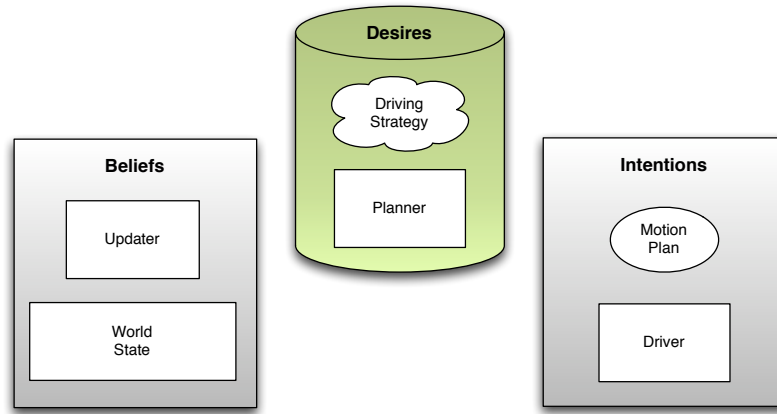 Desires
Driving
Strategy
Planner
Beliefs
Updater
World
State
Intentions
Motion
Plan
Driver